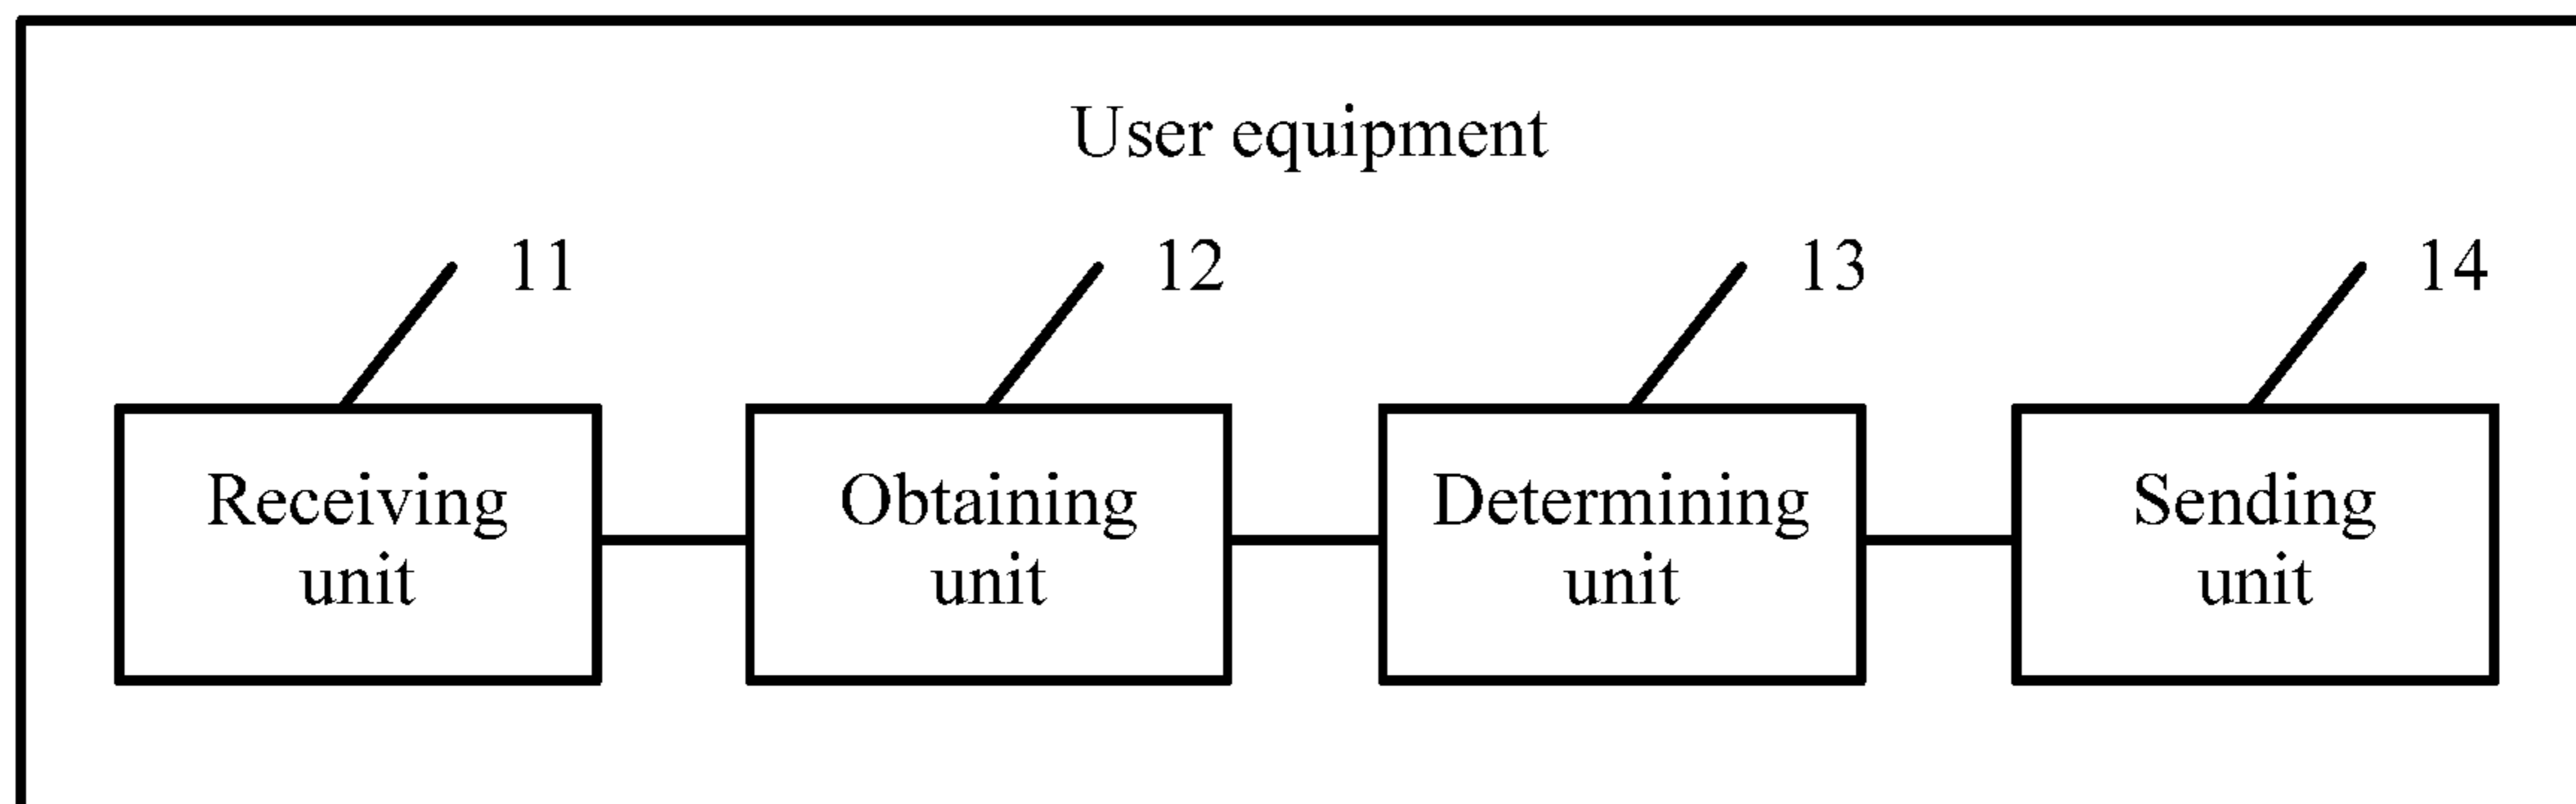 User equipment
11 12 13 14
Receiving unit
Obtaining unit
Determining unit
Sending unit